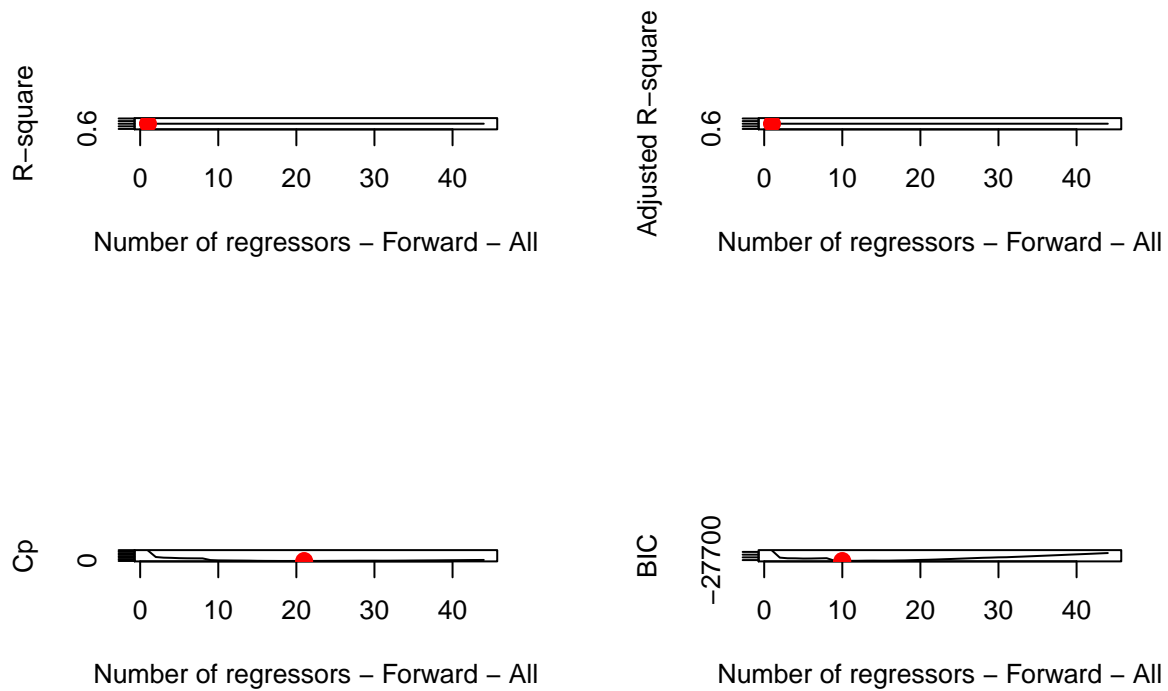 R−square
0.6
0 10 20 30 40
Number of regressors − Forward − All
Adjusted R−square
0.6
0 10 20 30 40
Number of regressors − Forward − All
Cp
0
0 10 20 30 40
Number of regressors − Forward − All
BIC
−27700
0 10 20 30 40
Number of regressors − Forward − All